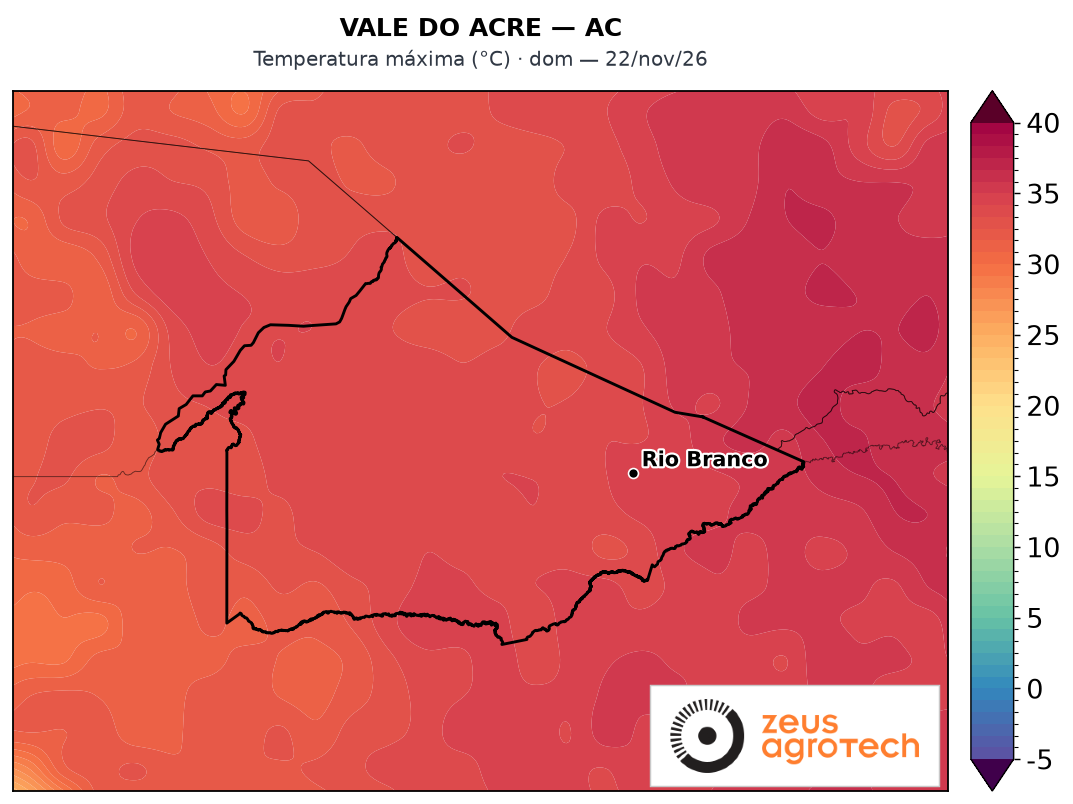 VALE DO ACRE — AC
Temperatura máxima (°C) · dom — 22/nov/26
40
35
30
25
20
15
10
5
0
-5
Rio Branco
zeus
agrotech